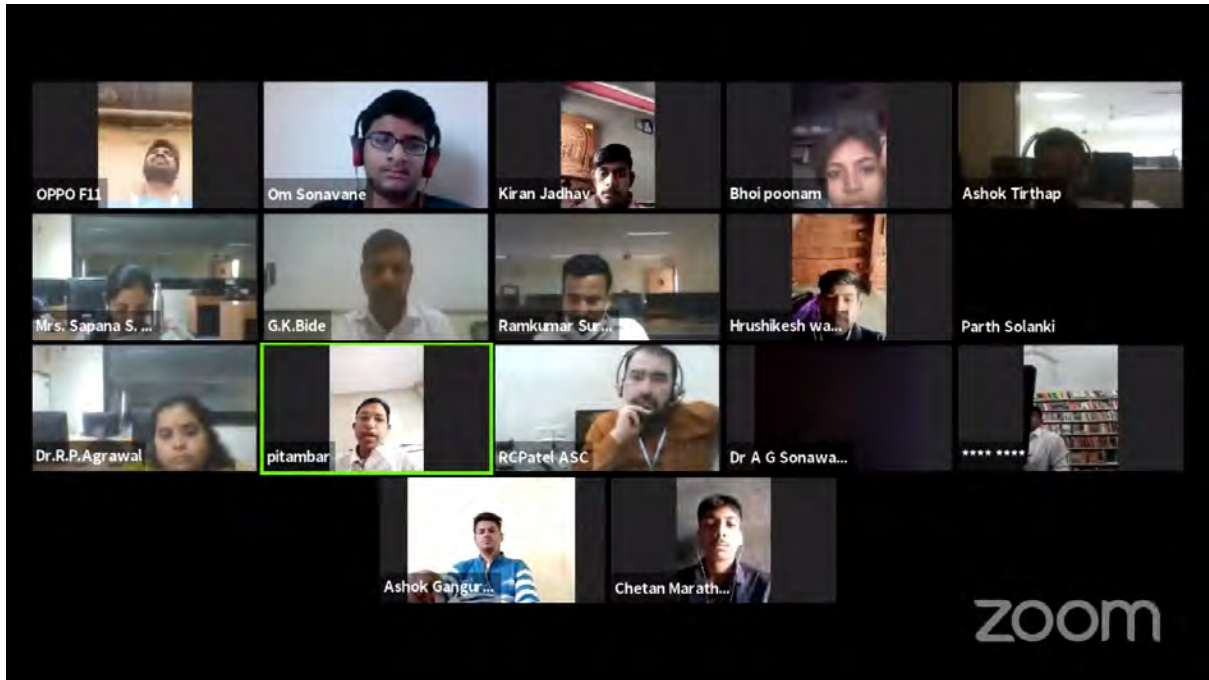 OPPO F11
Om Sonavane
Kiran Jadhav
Bhoi poonam
Ashok Tirthap
Mrs. Sapana S. ...
G.K.Bide
Ramkumar Sur...
Hrushikesh wa...
Parth Solanki
Dr.R.P.Agrawal
pitambar
RCPatel ASC
Dr A G Sonawa...
**** ****
Ashok Gangur...
Chetan Marath...
zoom